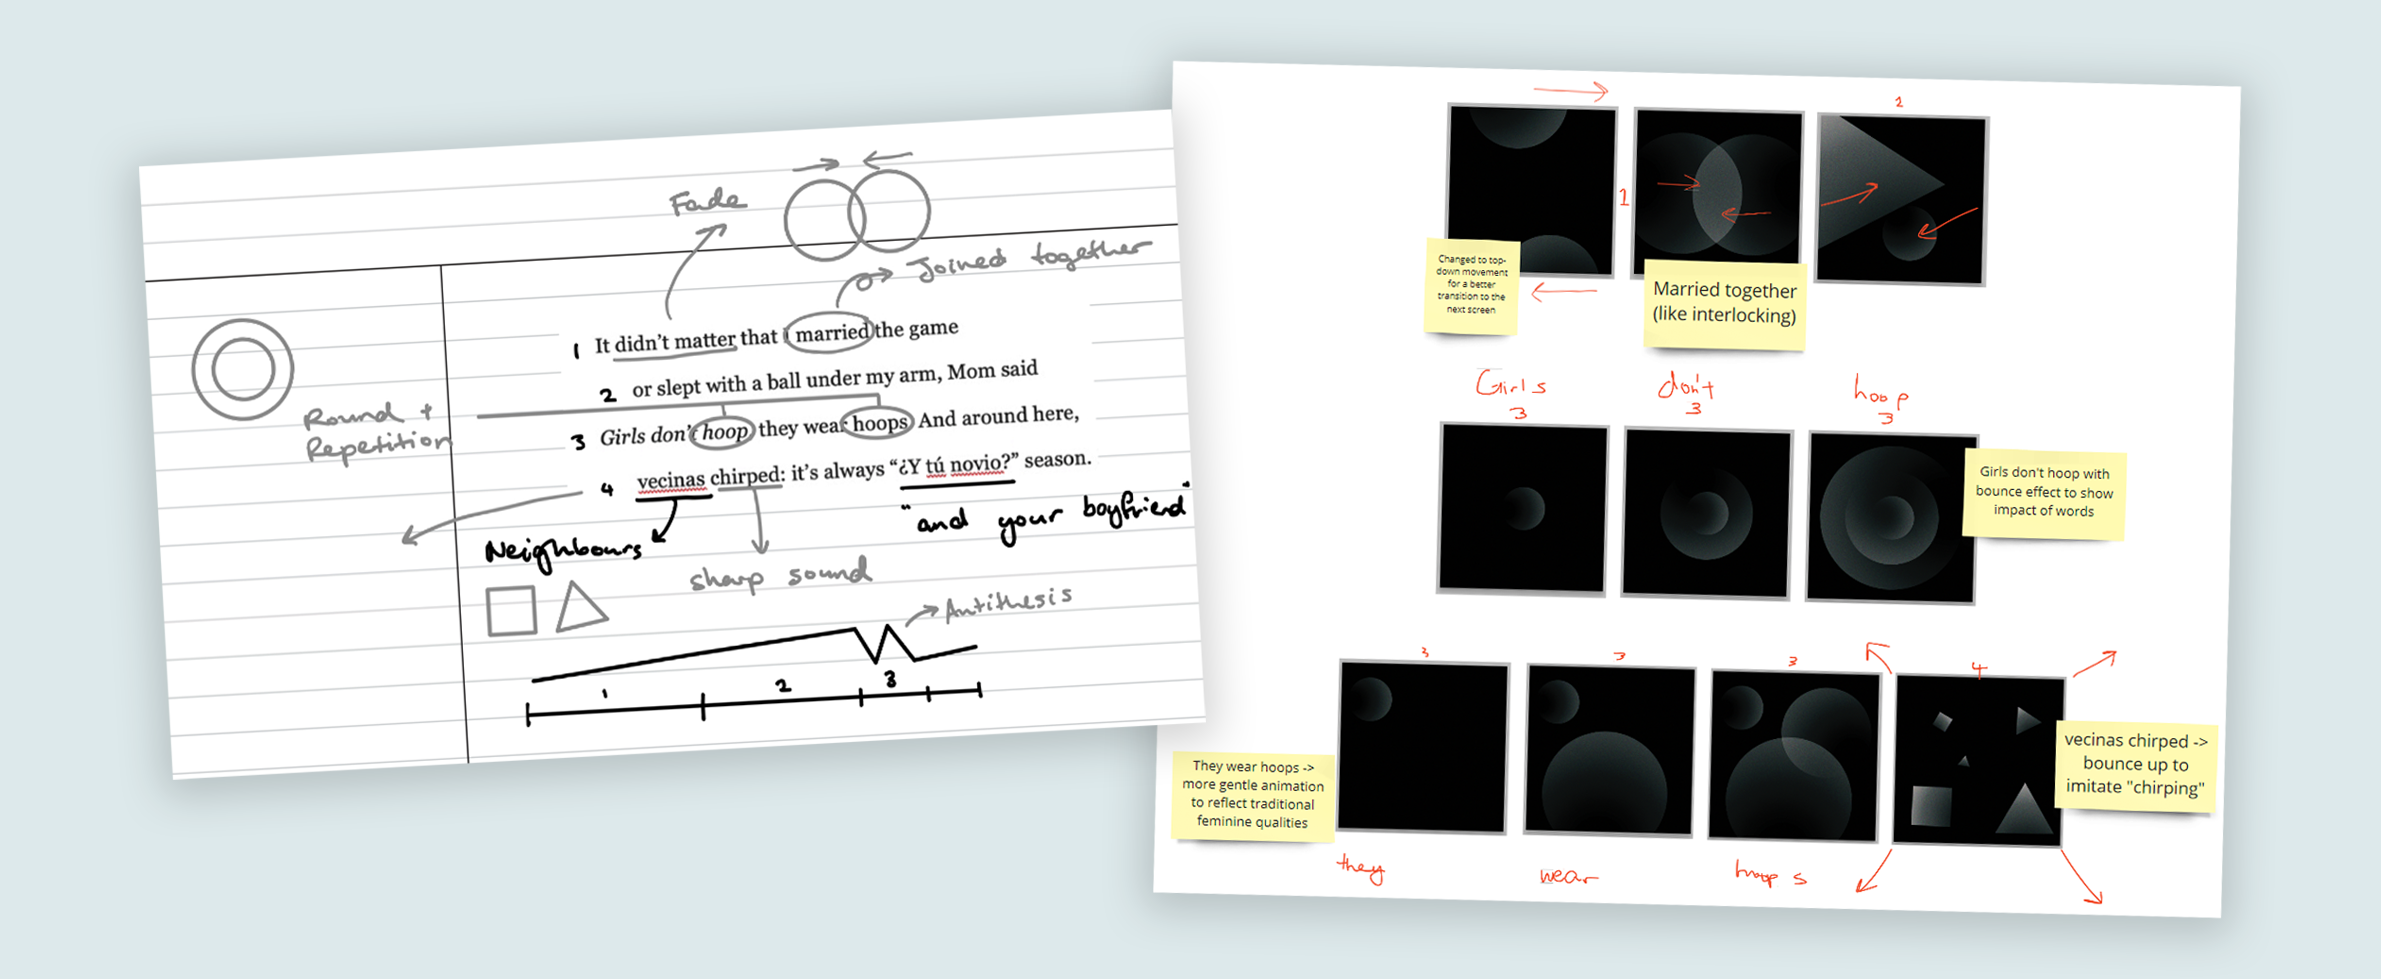 Fade
Joined together
1 It didn't matter that I married the game
2 or slept with a ball under my arm, Mom said
3 Girls don't hoop they wear hoops And around here,
4 vecinas chirped: it's always “¿Y tú novio?” season.
Round +
Repetition
Neighbours
"and your boyfriend"
sharp sound
Antithesis
1 2 3
2
1
Changed to top-
down movement
for a better
transition to the
next screen
Married together
(like interlocking)
Girls don't hoop
3 3 3
Girls don't hoop with
bounce effect to show
impact of words
3 3 3 4
They wear hoops ->
more gentle animation
to reflect traditional
feminine qualities
vecinas chirped ->
bounce up to
imitate "chirping"
they wear hoops